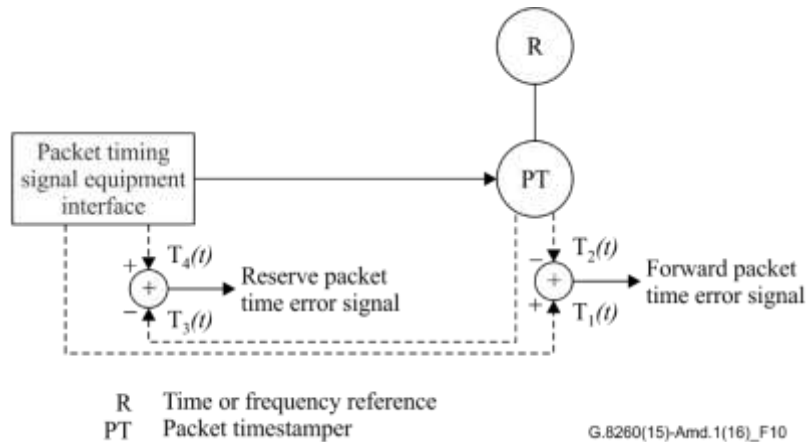 R
Packet timing
signal equipment
interface
PT
+
T4(t)
+
−
T3(t)
Reserve packet
time error signal
−
T2(t)
+
+
T1(t)
Forward packet
time error signal
R Time or frequency reference
PT Packet timestamper
G.8260(15)-Amd.1(16)_F10